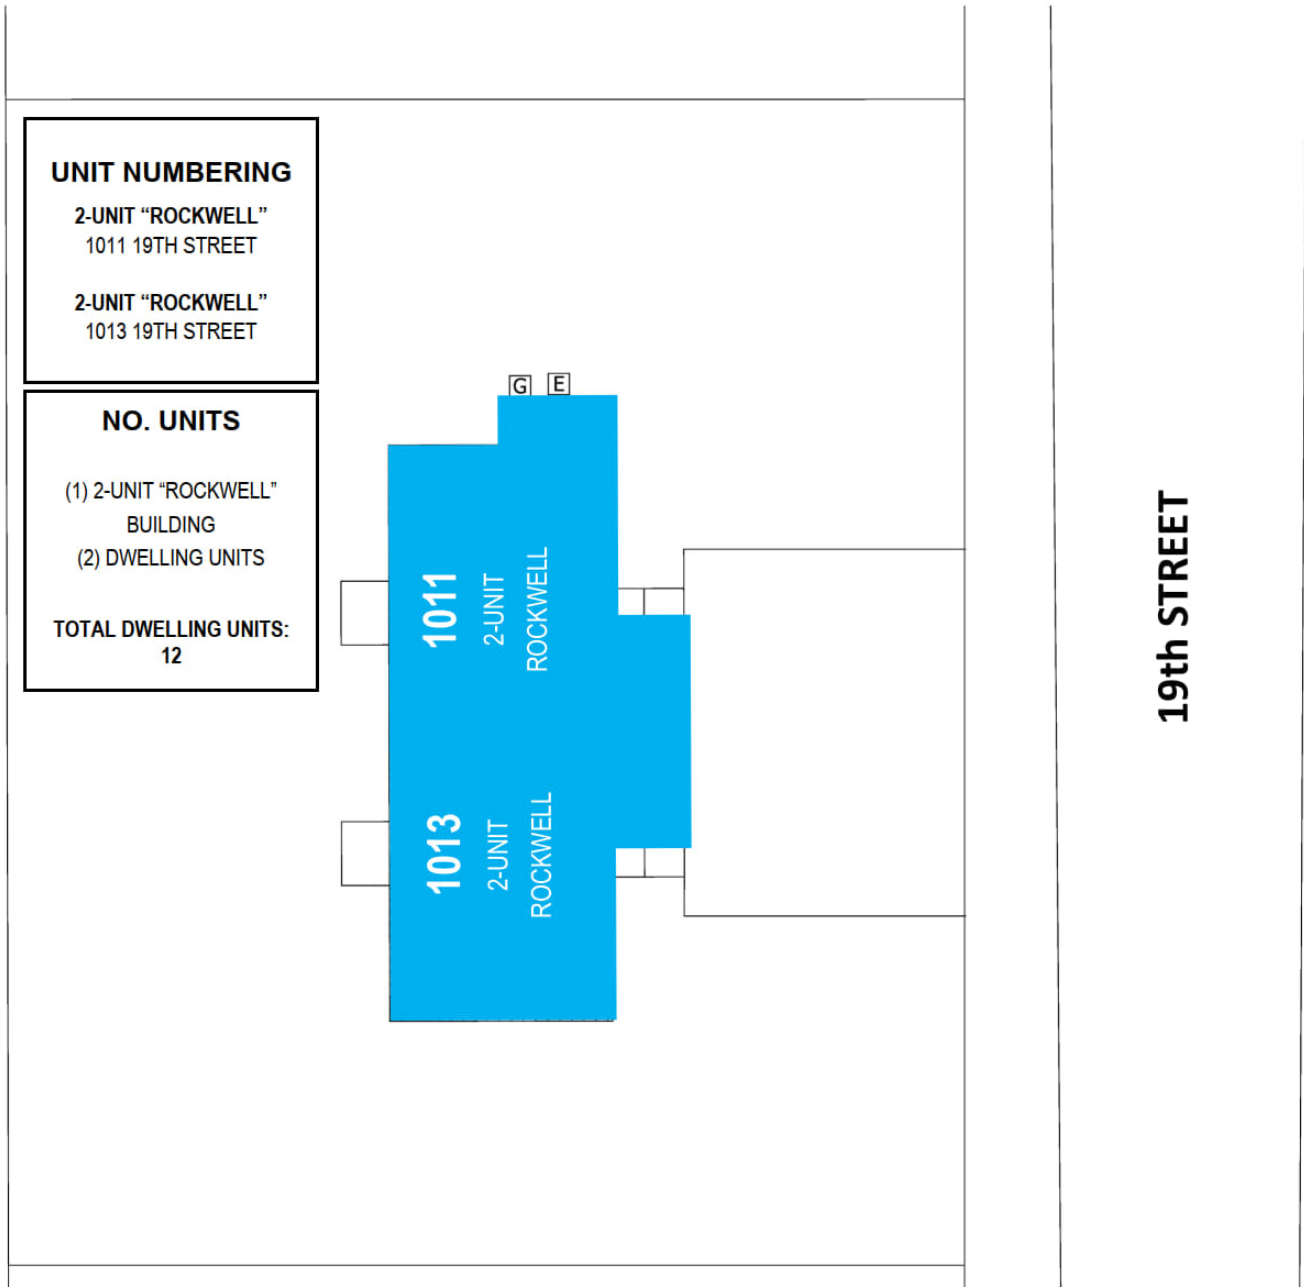 UNIT NUMBERING
2-UNIT “ROCKWELL”
1011 19TH STREET
2-UNIT “ROCKWELL”
1013 19TH STREET
NO. UNITS
(1) 2-UNIT “ROCKWELL”
BUILDING
(2) DWELLING UNITS
TOTAL DWELLING UNITS:
12
G E
1011
2-UNIT
ROCKWELL
1013
2-UNIT
ROCKWELL
19th STREET